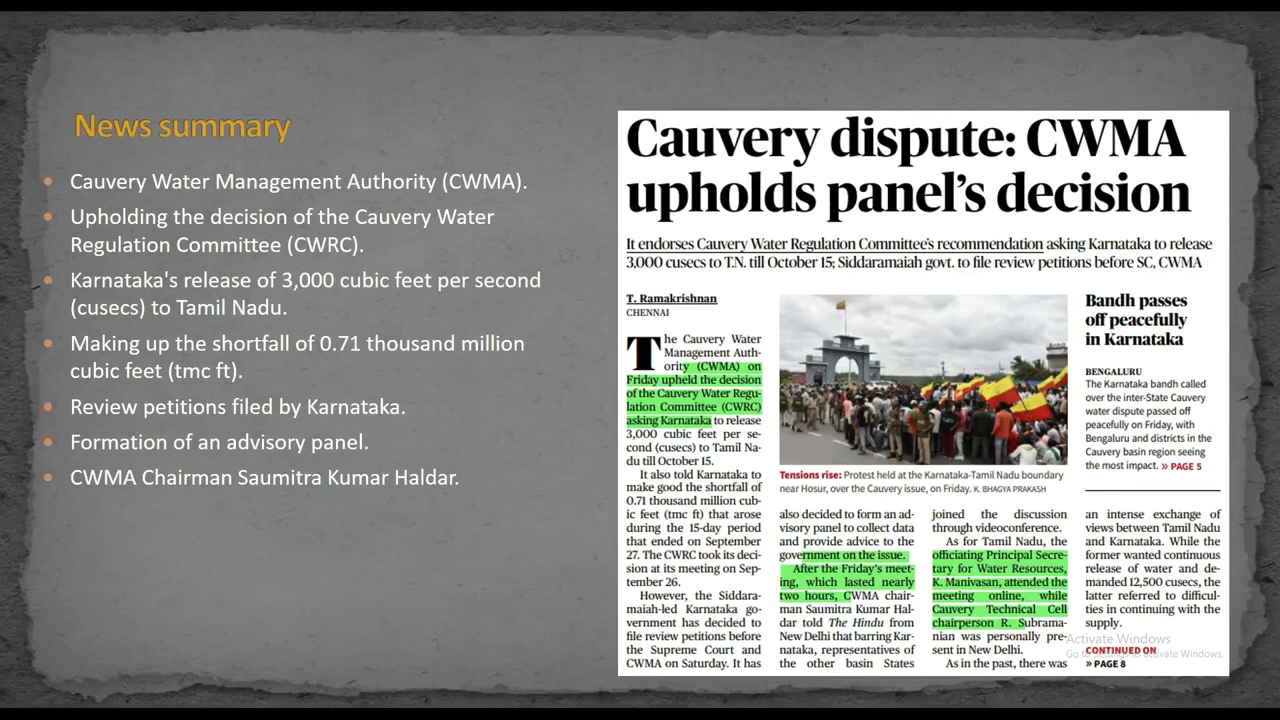 News summary
Cauvery Water Management Authority (CWMA).
Upholding the decision of the Cauvery Water
Regulation Committee (CWRC).
Karnataka's release of 3,000 cubic feet per second
(cusecs) to Tamil Nadu.
Making up the shortfall of 0.71 thousand million
cubic feet (tmc ft).
Review petitions filed by Karnataka.
Formation of an advisory panel.
CWMA Chairman Saumitra Kumar Haldar.
Cauvery dispute: CWMA
upholds panel's decision
It endorses Cauvery Water Regulation Committee's recommendation asking Karnataka to release
3,000 cusecs to T.N. till October 15; Siddaramaiah govt. to file review petitions before SC, CWMA
T. Ramakrishnan
CHENNAI
The Cauvery Water
Management Auth-
ority (CWMA) on
Friday upheld the decision
of the Cauvery Water Regu-
lation Committee (CWRC)
asking Karnataka to release
3,000 cubic feet per se-
cond (cusecs) to Tamil Na-
du till October 15.
It also told Karnataka to
make good the shortfall of
0.71 thousand million cub-
ic feet (tmc ft) that arose
during the 15-day period
that ended on September
27. The CWRC took its deci-
sion at its meeting on Sep-
tember 26.
However, the Siddara-
maiah-led Karnataka go-
vernment has decided to
file review petitions before
the Supreme Court and
CWMA on Saturday. It has
Tensions rise: Protest held at the Karnataka-Tamil Nadu boundary
near Hosur, over the Cauvery issue, on Friday. K. BHAGYA PRAKASH
also decided to form an ad-
visory panel to collect data
and provide advice to the
government on the issue.
After the Friday's meet-
ing, which lasted nearly
two hours, CWMA chair-
man Saumitra Kumar Hal-
dar told The Hindu from
New Delhi that barring Kar-
nataka, representatives of
the other basin States
joined the discussion
through videoconference.
As for Tamil Nadu, the
officiating Principal Secre-
tary for Water Resources,
K. Manivasan, attended the
meeting online, while
Cauvery Technical Cell
chairperson R. Subrama-
nian was personally pre-
sent in New Delhi.
As in the past, there was
Bandh passes
off peacefully
in Karnataka
BENGALURU
The Karnataka bandh called
over the inter-State Cauvery
water dispute passed off
peacefully on Friday, with
Bengaluru and districts in the
Cauvery basin region seeing
the most impact. » PAGE 5
an intense exchange of
views between Tamil Nadu
and Karnataka. While the
former wanted continuous
release of water and de-
manded 12,500 cusecs, the
latter referred to difficul-
ties in continuing with the
supply.
CONTINUED ON
» PAGE 8
Activate Windows
Go to Settings to activate Windows.